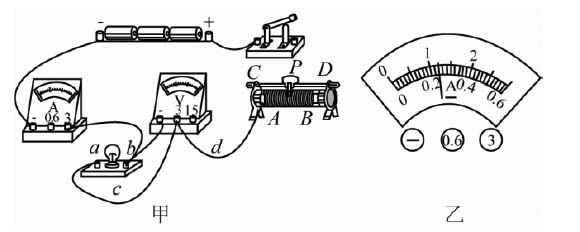 - +
P
C D
A B
A
- 0.6 3
V
- 3 15
a b
c d
甲
0 1 2 3
0 0.2 0.4 0.6
A
- 0.6 3
乙